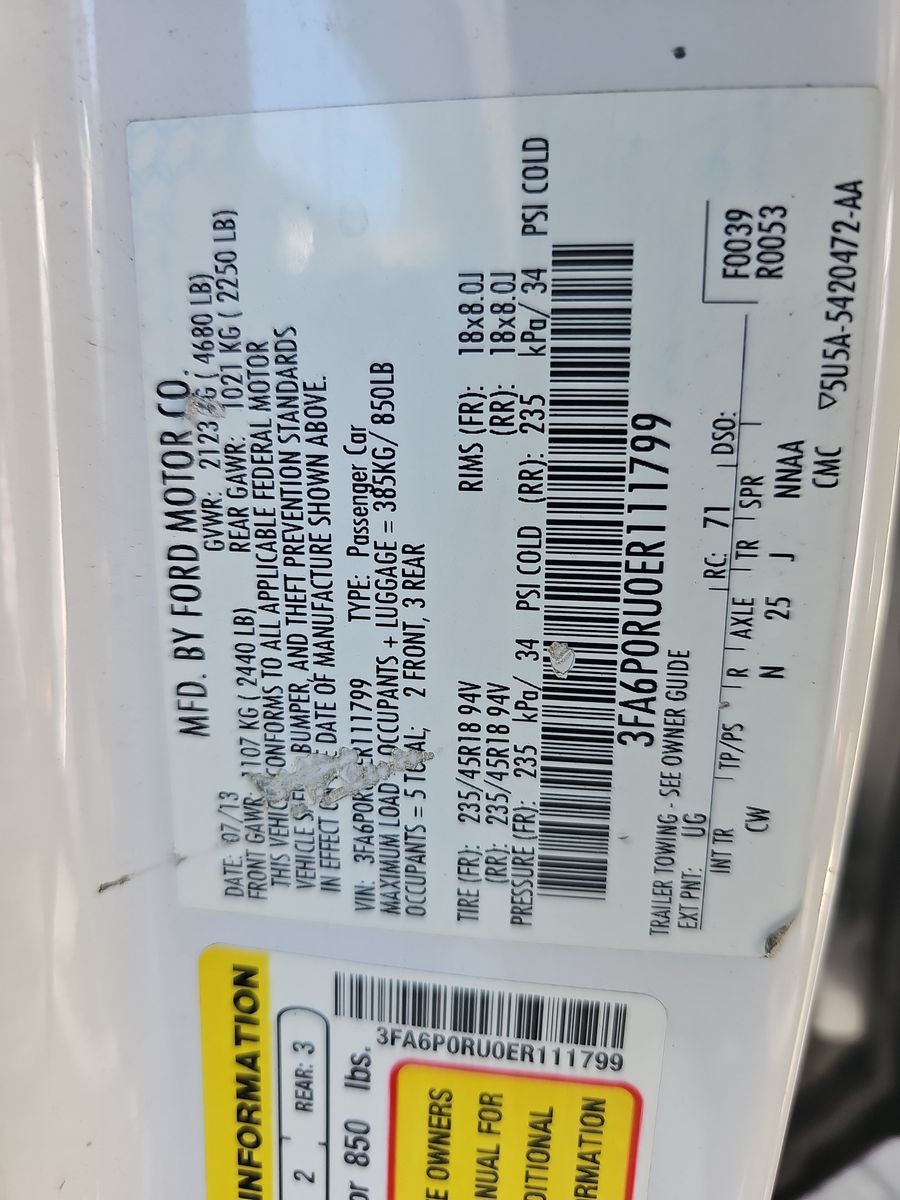 MFD. BY FORD MOTOR CO
DATE: 07/13 GVWR: 2123 KG ( 4680 LB)
FRONT GAWR 1107 KG ( 2440 LB) REAR GAWR: 1021 KG ( 2250 LB)
THIS VEHIC CONFORMS TO ALL APPLICABLE FEDERAL MOTOR
VEHICLE BUMPER, AND THEFT PREVENTION STANDARDS
IN EFFECT DATE OF MANUFACTURE SHOWN ABOVE.
VIN: 3FA6P0R ER111799 TYPE: Passenger Car
MAXIMUM LOAD OCCUPANTS + LUGGAGE = 385KG/ 850LB
OCCUPANTS = 5 TOTAL; 2 FRONT, 3 REAR
TIRE (FR): 235/45R18 94V RIMS (FR): 18x8.0J
(RR): 235/45R18 94V (RR): 18x8.0J
PRESSURE (FR): 235 kPa/ 34 PSI COLD (RR): 235 kPa/ 34 PSI COLD
3FA6P0RU0ER111799
TRAILER TOWING - SEE OWNER GUIDE
EXT PNT: UG RC: 71 DSO: F0039
R0053
INT TR TP/PS R AXLE TR SPR
CW N 25 J NNAA
CMC ▽5U5A-5420472-AA
INFORMATION
2 REAR: 3
or 850 lbs.
3FA6P0RU0ER111799
E OWNERS
NUAL FOR
DITIONAL
RMATION